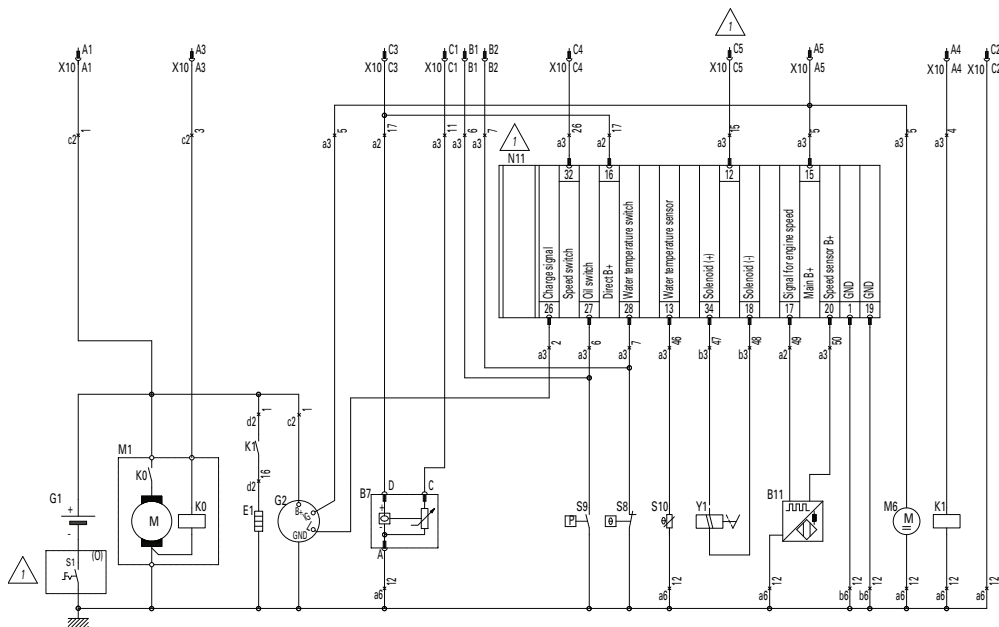 1
A1 A3 C3 C1 B1 B2 C4 C5 A5 A4 C2
X10 A1 X10 A3 X10 C3 X10 C1 B1 B2 X10 C4 X10 C5 X10 A5 X10 A4 X10 C2
c2 1 c2 3 a3 5 a2 17 a3 11 a3 6 a3 7 a3 26 a2 17 a3 15 a3 5 a3 5 a3 4
1
N11
32 16 12 15
Charge signal
Speed switch
Oil switch
Direct B+
Water temperature switch
Water temperature sensor
Solenoid (+)
Solenoid (-)
Signal for engine speed
Main B+
Speed sensor B+
GND
GND
26 27 28 13 34 18 17 20 1 19
a3 2 a3 6 a3 7 a3 46 b3 47 b3 48 a2 49 a3 50
d2 1 c2 1
M1 K1
K0 d2 16
G1 K0 E1 G2 B+ IG L GND B7 D C S9 S8 S10 Y1 B11 M6 K1
+ M + P θ θ M
- - =
S1 (O) A
1
a6 12 a6 12 a6 12 b6 12 b6 12 a6 12 a6 12 a6 12